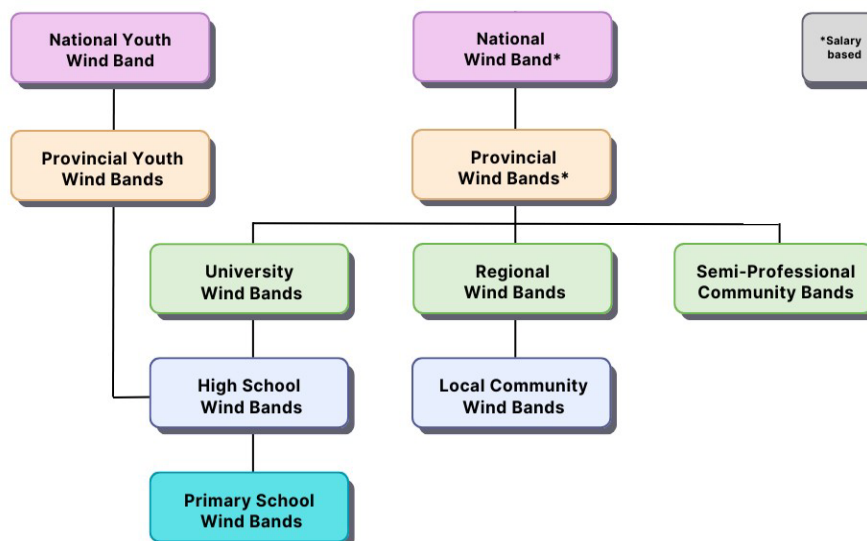 National Youth
Wind Band
National
Wind Band*
*Salary
based
Provincial Youth
Wind Bands
Provincial
Wind Bands*
University
Wind Bands
Regional
Wind Bands
Semi-Professional
Community Bands
High School
Wind Bands
Local Community
Wind Bands
Primary School
Wind Bands